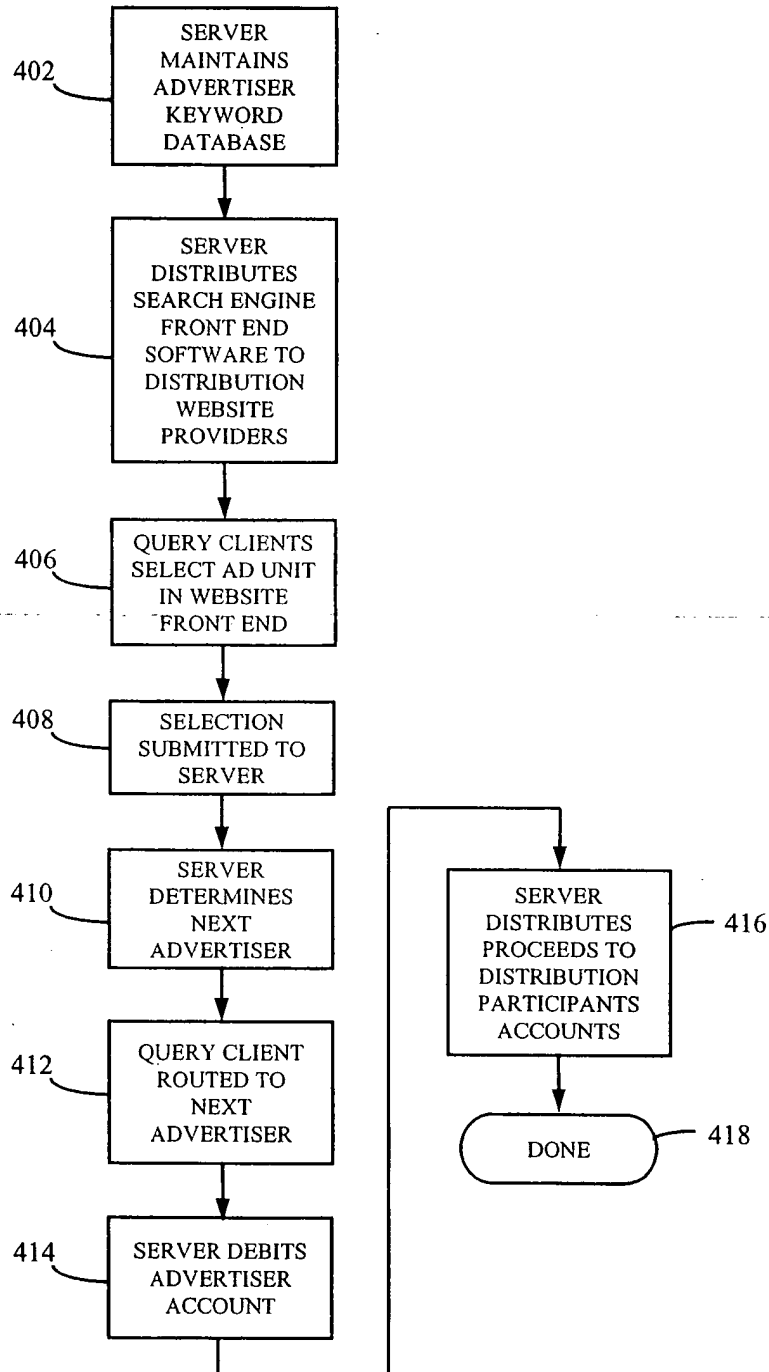 402
SERVER
MAINTAINS
ADVERTISER
KEYWORD
DATABASE
404
SERVER
DISTRIBUTES
SEARCH ENGINE
FRONT END
SOFTWARE TO
DISTRIBUTION
WEBSITE
PROVIDERS
406
QUERY CLIENTS
SELECT AD UNIT
IN WEBSITE
FRONT END
408
SELECTION
SUBMITTED TO
SERVER
410
SERVER
DETERMINES
NEXT
ADVERTISER
412
QUERY CLIENT
ROUTED TO
NEXT
ADVERTISER
414
SERVER DEBITS
ADVERTISER
ACCOUNT
SERVER
DISTRIBUTES
PROCEEDS TO
DISTRIBUTION
PARTICIPANTS
ACCOUNTS
416
DONE
418